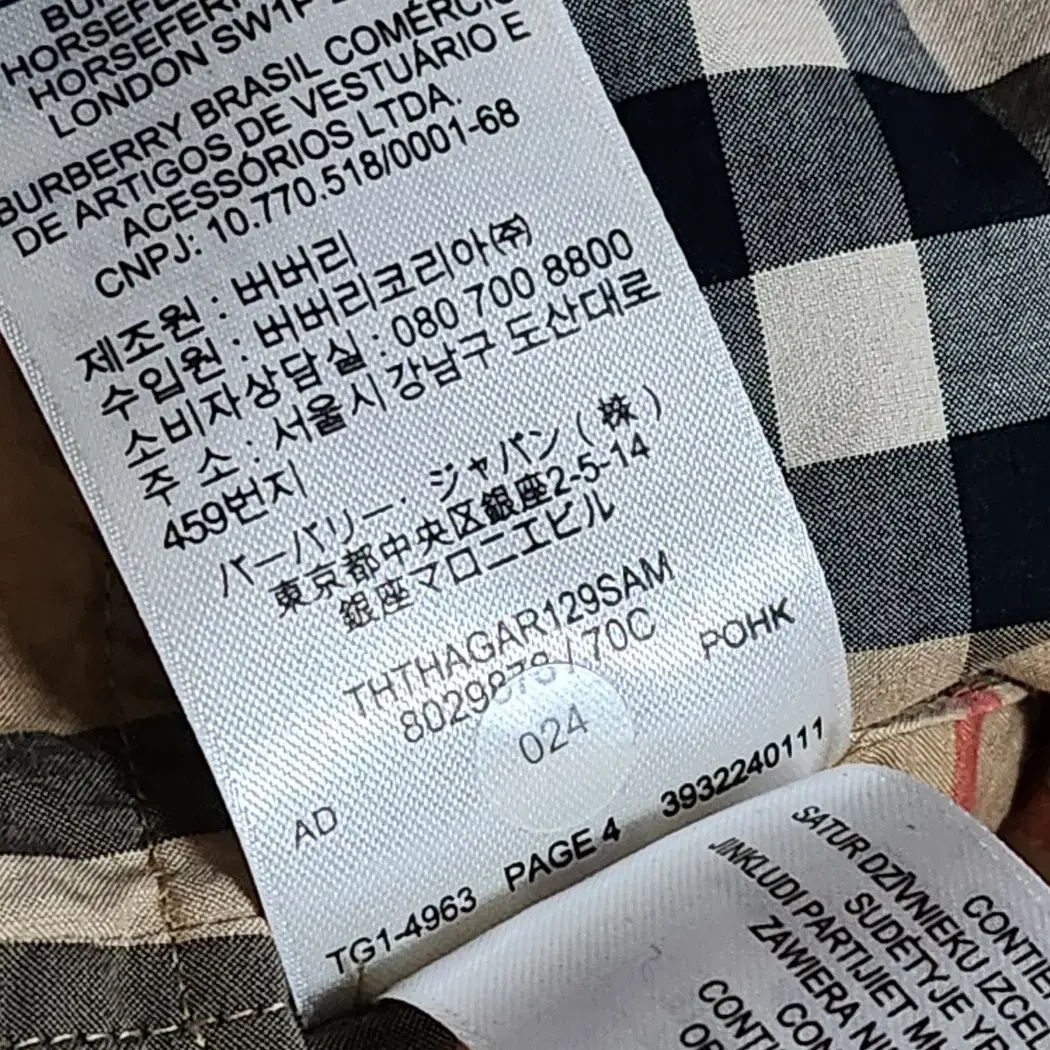 LONDON SW1P
BURBERRY BRASIL COMÉRCIO
DE ARTIGOS DE VESTUÁRIO E
ACESSÓRIOS LTDA.
CNPJ: 10.770.518/0001-68
제조원 : 버버리
수입원 : 버버리코리아㈜
소비자상담실 : 080 700 8800
주 소 : 서울시 강남구 도산대로
459번지
バーバリー・ジャパン(株)
東京都中央区銀座2-5-14
銀座マロニエビル
THTHAGAR129SAM
8029878 / 70C POHK
024
AD
TG1-4963 PAGE 4 3932240111
SATUR DZĪVNIEKU IZCEL
JINKLUDI PARTIJIET MH
SUDĖTYJE YRA
ZAWIERA